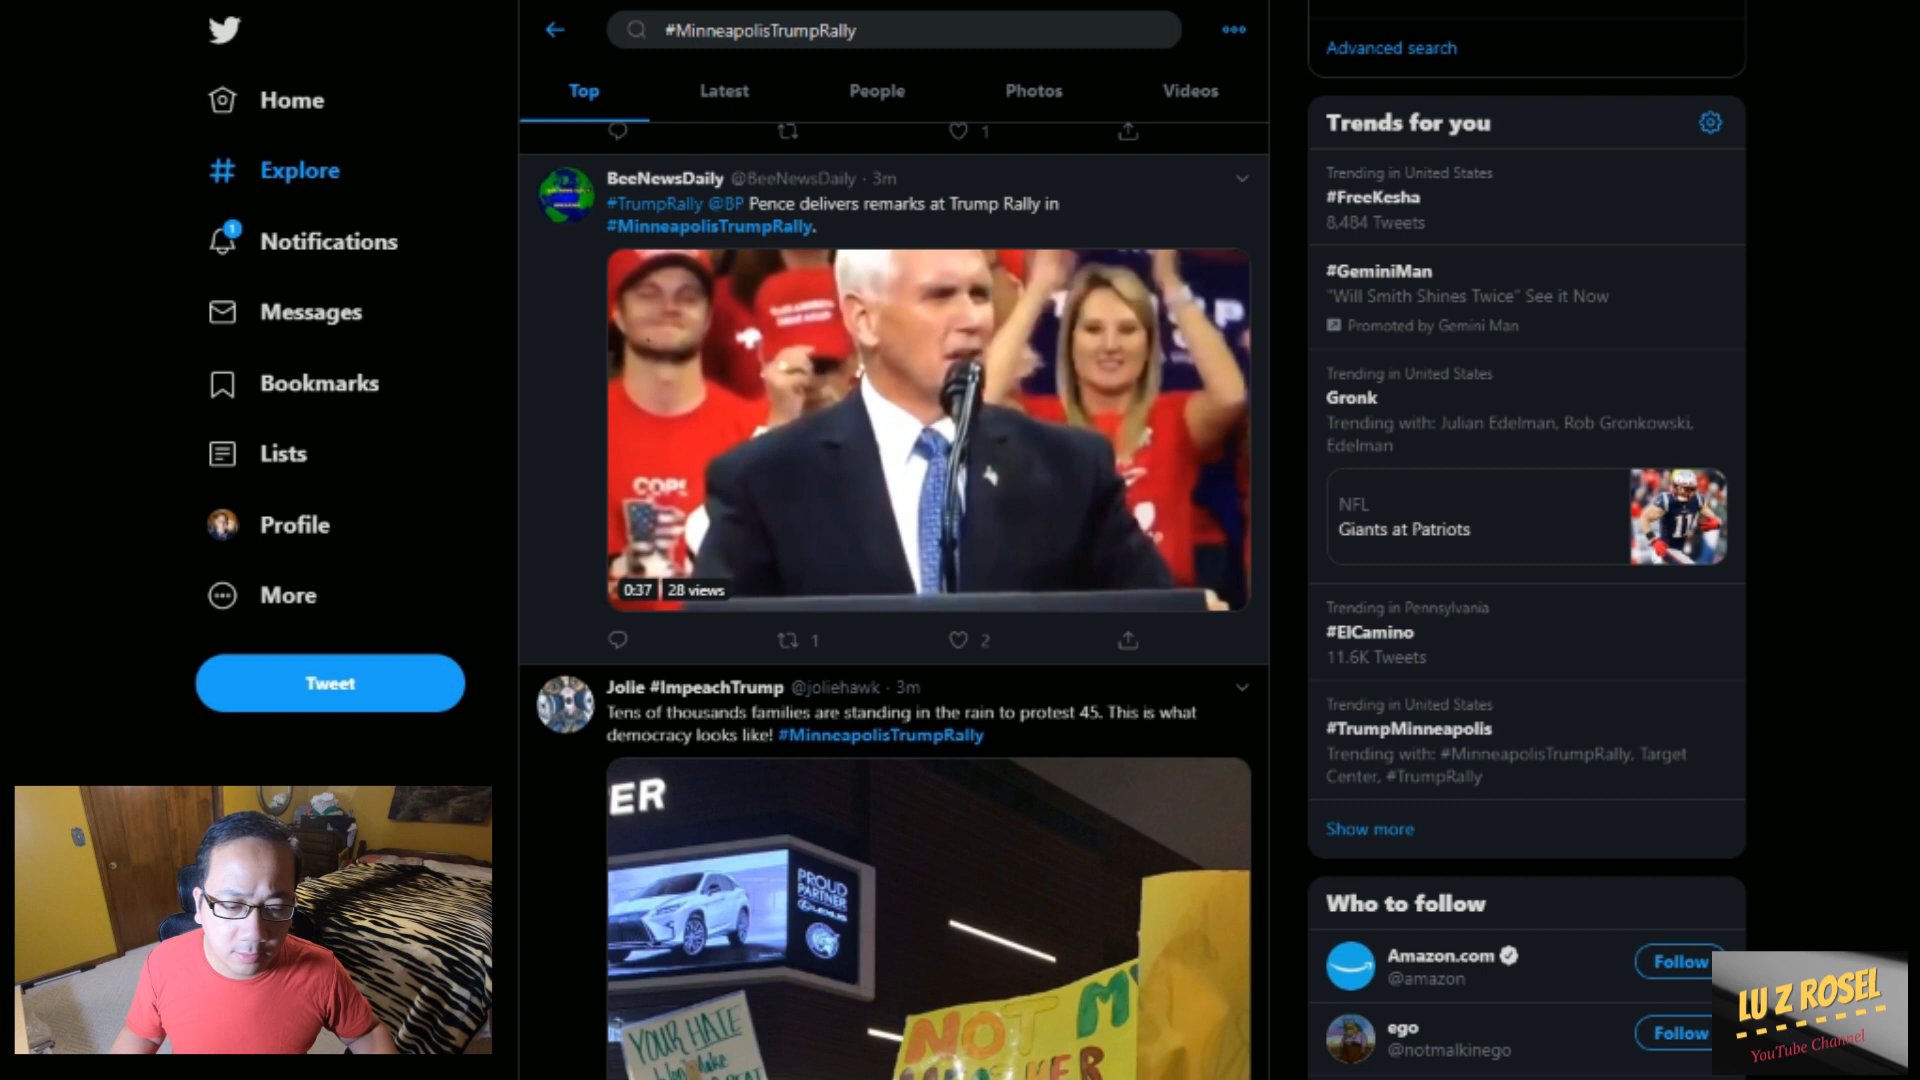 #MinneapolisTrumpRally
Home
Explore
1
Notifications
Messages
Bookmarks
Lists
Profile
More
Tweet
Top
Latest
People
Photos
Videos
1
BeeNewsDaily @BeeNewsDaily · 3m
#TrumpRally @BP Pence delivers remarks at Trump Rally in
#MinneapolisTrumpRally.
COPS
0:37
28 views
1
2
Jolie #ImpeachTrump @joliehawk · 3m
Tens of thousands families are standing in the rain to protest 45. This is what
democracy looks like! #MinneapolisTrumpRally
ER
PROUD
PARTNER
LEXUS
YOUR HATE
NOT M
Advanced search
Trends for you
Trending in United States
#FreeKesha
8,484 Tweets
#GeminiMan
"Will Smith Shines Twice" See it Now
Promoted by Gemini Man
Trending in United States
Gronk
Trending with: Julian Edelman, Rob Gronkowski,
Edelman
NFL
Giants at Patriots
11
Trending in Pennsylvania
#ElCamino
11.6K Tweets
Trending in United States
#TrumpMinneapolis
Trending with: #MinneapolisTrumpRally, Target
Center, #TrumpRally
Show more
Who to follow
Amazon.com
@amazon
Follow
ego
@notmalkinego
Follow
LU Z ROSEL
YouTube Channel